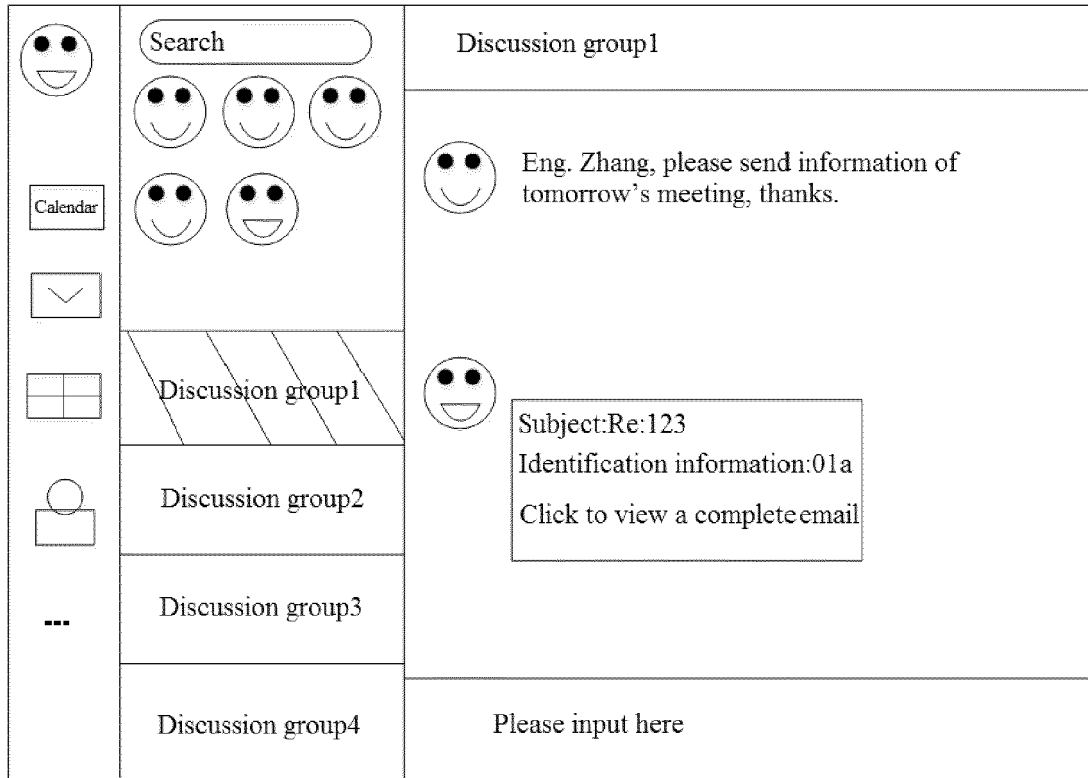 Search
Calendar
Discussion group1
Discussion group2
Discussion group3
Discussion group4
Discussion group1
Eng. Zhang, please send information of
tomorrow's meeting, thanks.
Subject:Re:123
Identification information:01a
Click to view a complete email
Please input here